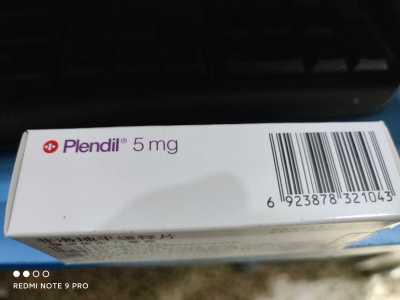 Plendil® 5 mg
6 923878 321043
REDMI NOTE 9 PRO